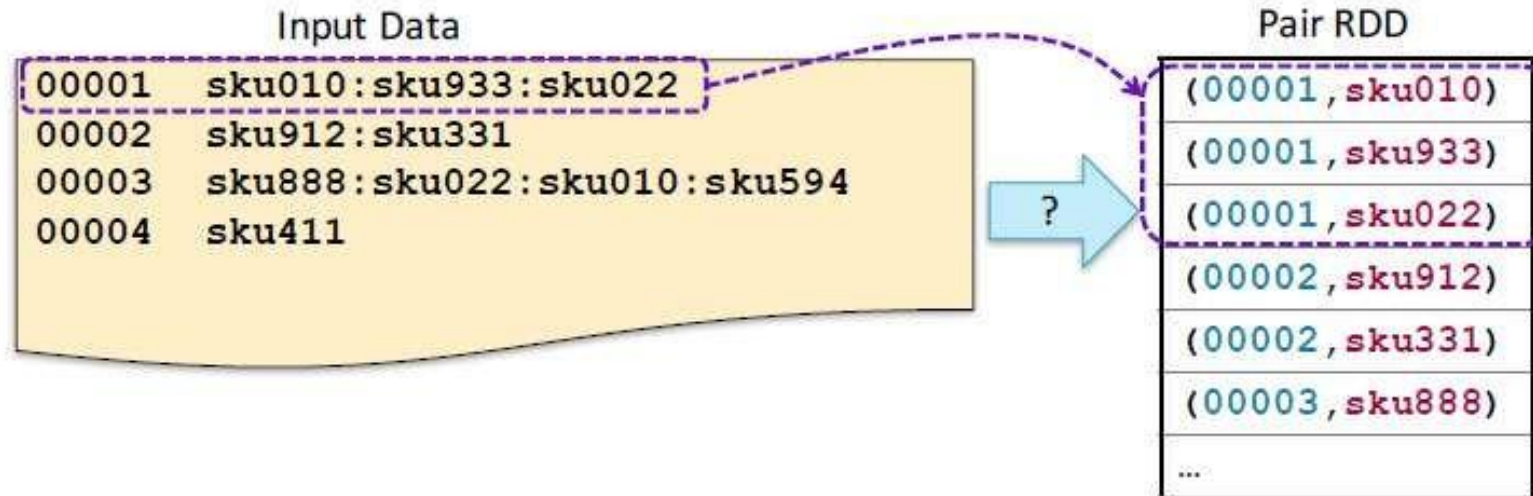 Input Data
00001 sku010:sku933:sku022
00002 sku912:sku331
00003 sku888:sku022:sku010:sku594
00004 sku411
?
Pair RDD
(00001,sku010)
(00001,sku933)
(00001,sku022)
(00002,sku912)
(00002,sku331)
(00003,sku888)
…